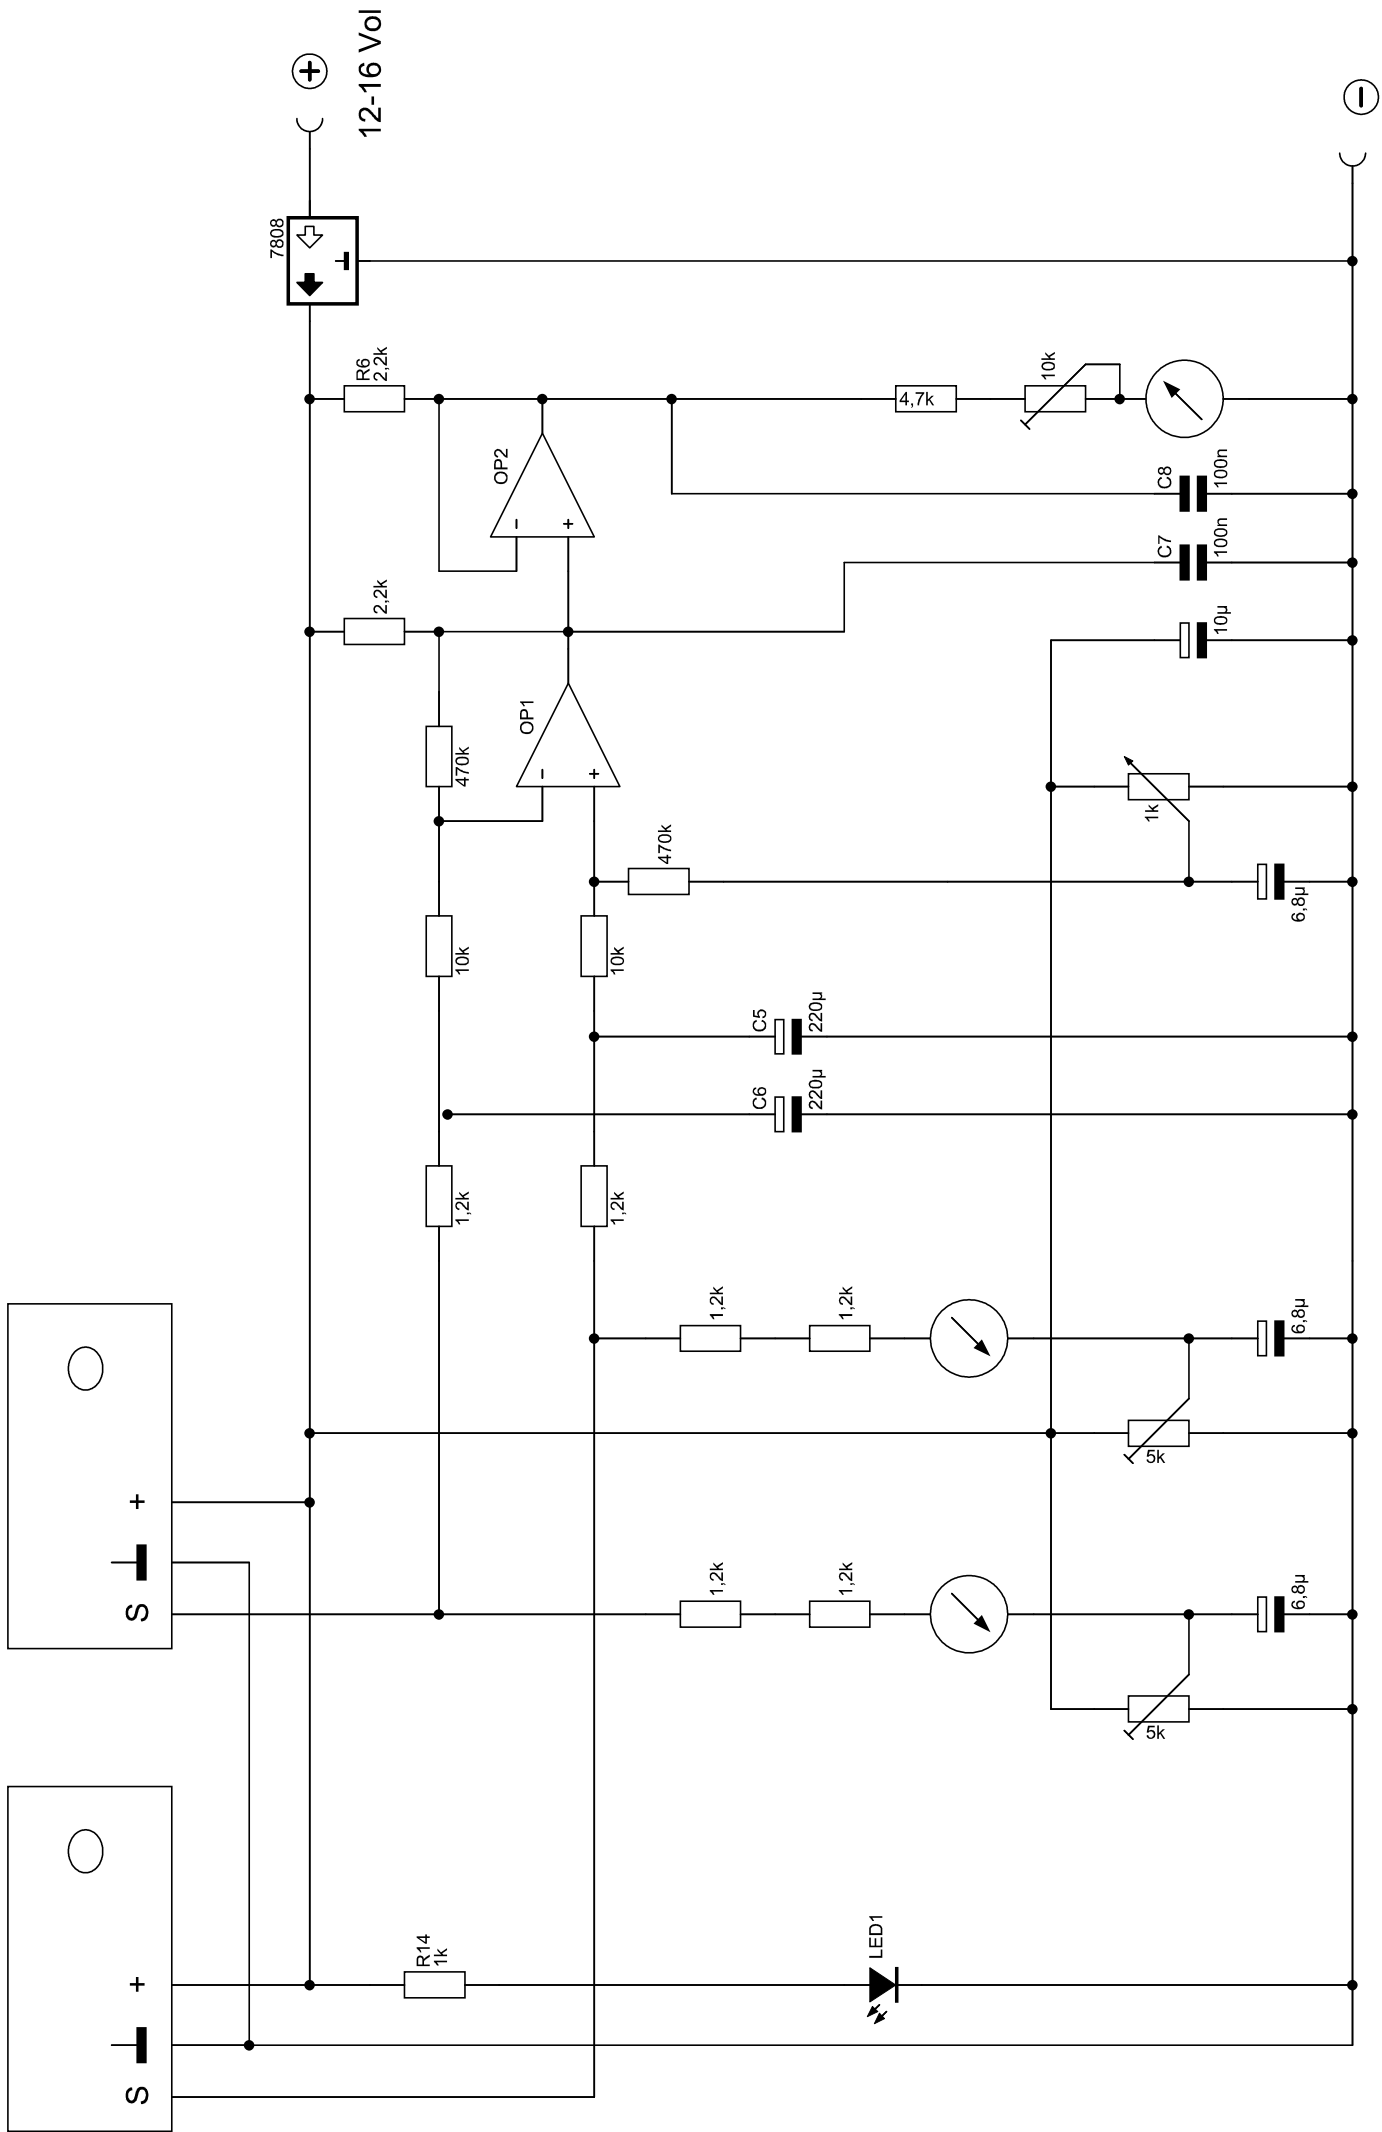 +
12-16 Vol
−
7808
R6
2,2k
4,7k
10k
OP2
−
+
C8
100n
C7
100n
2,2k
10µ
OP1
−
+
470k
1k
470k
6,8µ
10k
10k
C5
220µ
C6
220µ
1,2k
1,2k
1,2k
1,2k
6,8µ
5k
+
S
1,2k
1,2k
6,8µ
5k
R14
1k
LED1
+
S